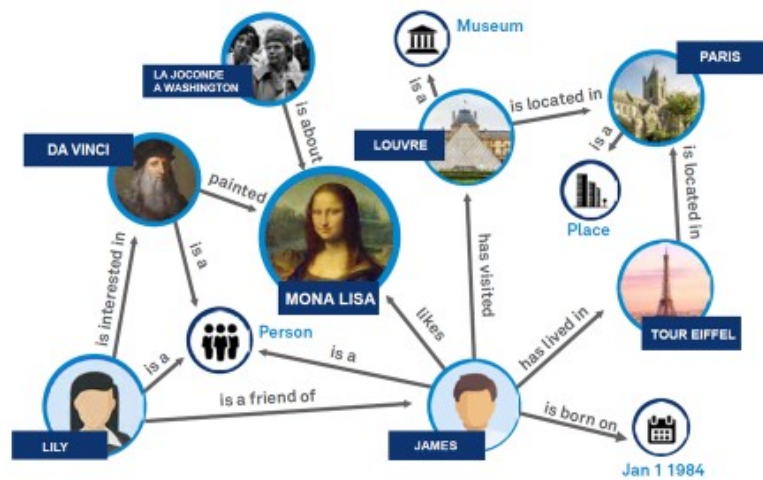 Museum
PARIS
LA JOCONDE
A WASHINGTON
is a
is located in
is about
LOUVRE
DA VINCI
is a
painted
is located in
Place
is interested in
is a
has visited
MONA LISA
Person
likes
has lived in
TOUR EIFFEL
is a
is a
is a friend of
is born on
LILY
JAMES
Jan 1 1984